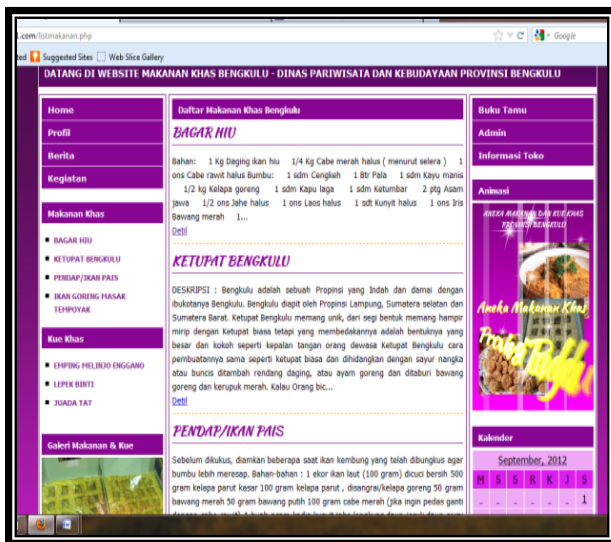 .com/listmakanan.php
Google
Suggested Sites
Web Slice Gallery
DATANG DI WEBSITE MAKANAN KHAS BENGKULU - DINAS PARIWISATA DAN KEBUDAYAAN PROVINSI BENGKULU
Home
Profil
Berita
Kegiatan
Makanan Khas
BAGAR HIU
KETUPAT BENGKULU
PENDAP/IKAN PAIS
IKAN GORENG MASAK
TEMPOYAK
Kue Khas
EMPING MELINJO ENGGANO
LEPEK BINTI
JUADA TAT
Galeri Makanan & Kue
Daftar Makanan Khas Bengkulu
BAGAR HIU
Bahan: 1 Kg Daging ikan hiu 1/4 Kg Cabe merah halus ( menurut selera ) 1
ons Cabe rawit halus Bumbu: 1 sdm Cengkeh 1 Btr Pala 1 sdm Kayu manis
1/2 kg Kelapa goreng 1 sdm Kapu laga 1 sdm Ketumbar 2 ptg Asam
jawa 1/2 ons Jahe halus 1 ons Laos halus 1 sdt Kunyit halus 1 ons Iris
Bawang merah 1...
Detil
KETUPAT BENGKULU
DESKRIPSI : Bengkulu adalah sebuah Propinsi yang Indah dan damai dengan
ibukotanya Bengkulu. Bengkulu diapit oleh Propinsi Lampung, Sumatera selatan dan
Sumatera Barat. Ketupat Bengkulu memang unik, dari segi bentuk memang hampir
mirip dengan Ketupat biasa tetapi yang membedakannya adalah bentuknya yang
besar dan kokoh seperti kepalan tangan orang dewasa Ketupat Bengkulu cara
pembuatannya sama seperti ketupat biasa dan dihidangkan dengan sayur nangka
atau buncis ditambah rendang daging, atau ayam goreng dan ditaburi bawang
goreng dan kerupuk merah. Kalau Orang bic...
Detil
PENDAP/IKAN PAIS
Sebelum dikukus, diamkan beberapa saat ikan kembung yang telah dibungkus agar
bumbu lebih meresap. Bahan-bahan : 1 ekor ikan laut (100 gram) dicuci bersih 500
gram kelapa parut kasar 100 gram kelapa parut , disangrai/kelapa goreng 50 gram
bawang merah 50 gram bawang putih 100 gram cabe merah (jika ingin pedas ganti
Buku Tamu
Admin
Informasi Toko
Animasi
ANEKA MAKANAN DAN KUE KHAS
PROVINSI BENGKULU
Aneka Makanan Khas
Kalender
September, 2012
M S S R K J S
- - - - - - 1